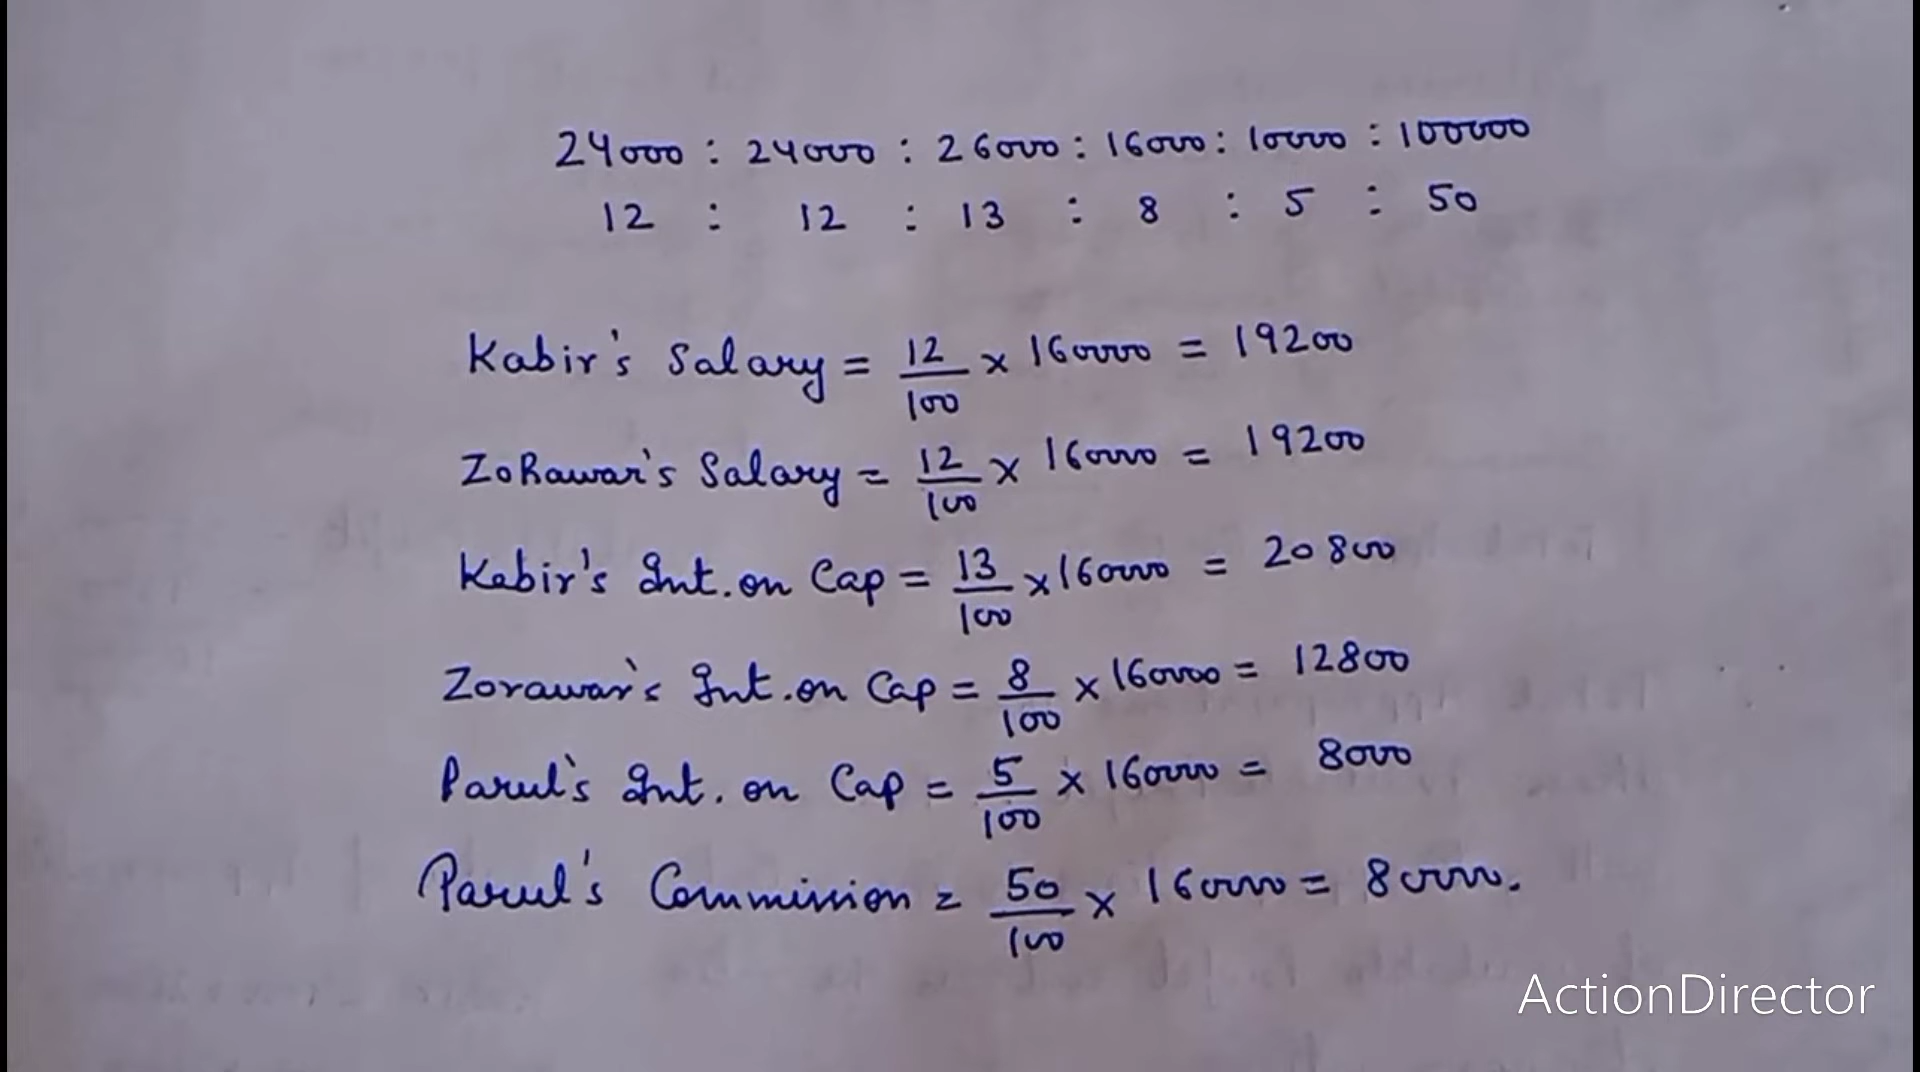 24000 : 24000 : 26000 : 16000 : 10000 : 100000
12 : 12 : 13 : 8 : 5 : 50
Kabir's Salary = 12/100 × 160000 = 19200
ZoRawar's Salary = 12/100 × 160000 = 19200
Kabir's Int. on Cap = 13/100 × 160000 = 20800
Zorawar's Int. on Cap = 8/100 × 160000 = 12800
Parul's Int. on Cap = 5/100 × 160000 = 8000
Parul's Commission = 50/100 × 160000 = 80000.
ActionDirector